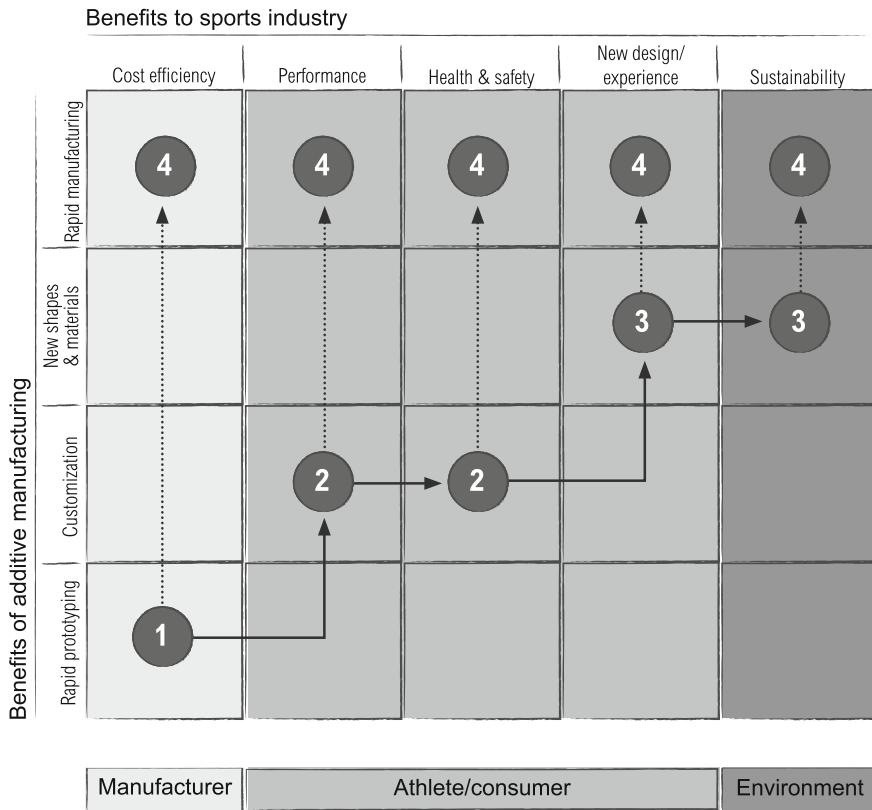 Benefits to sports industry
Cost efficiency
Performance
Health & safety
New design/
experience
Sustainability
Benefits of additive manufacturing
Rapid manufacturing
4
4
4
4
4
New shapes
& materials
3
3
Customization
2
2
Rapid prototyping
1
Manufacturer
Athlete/consumer
Environment